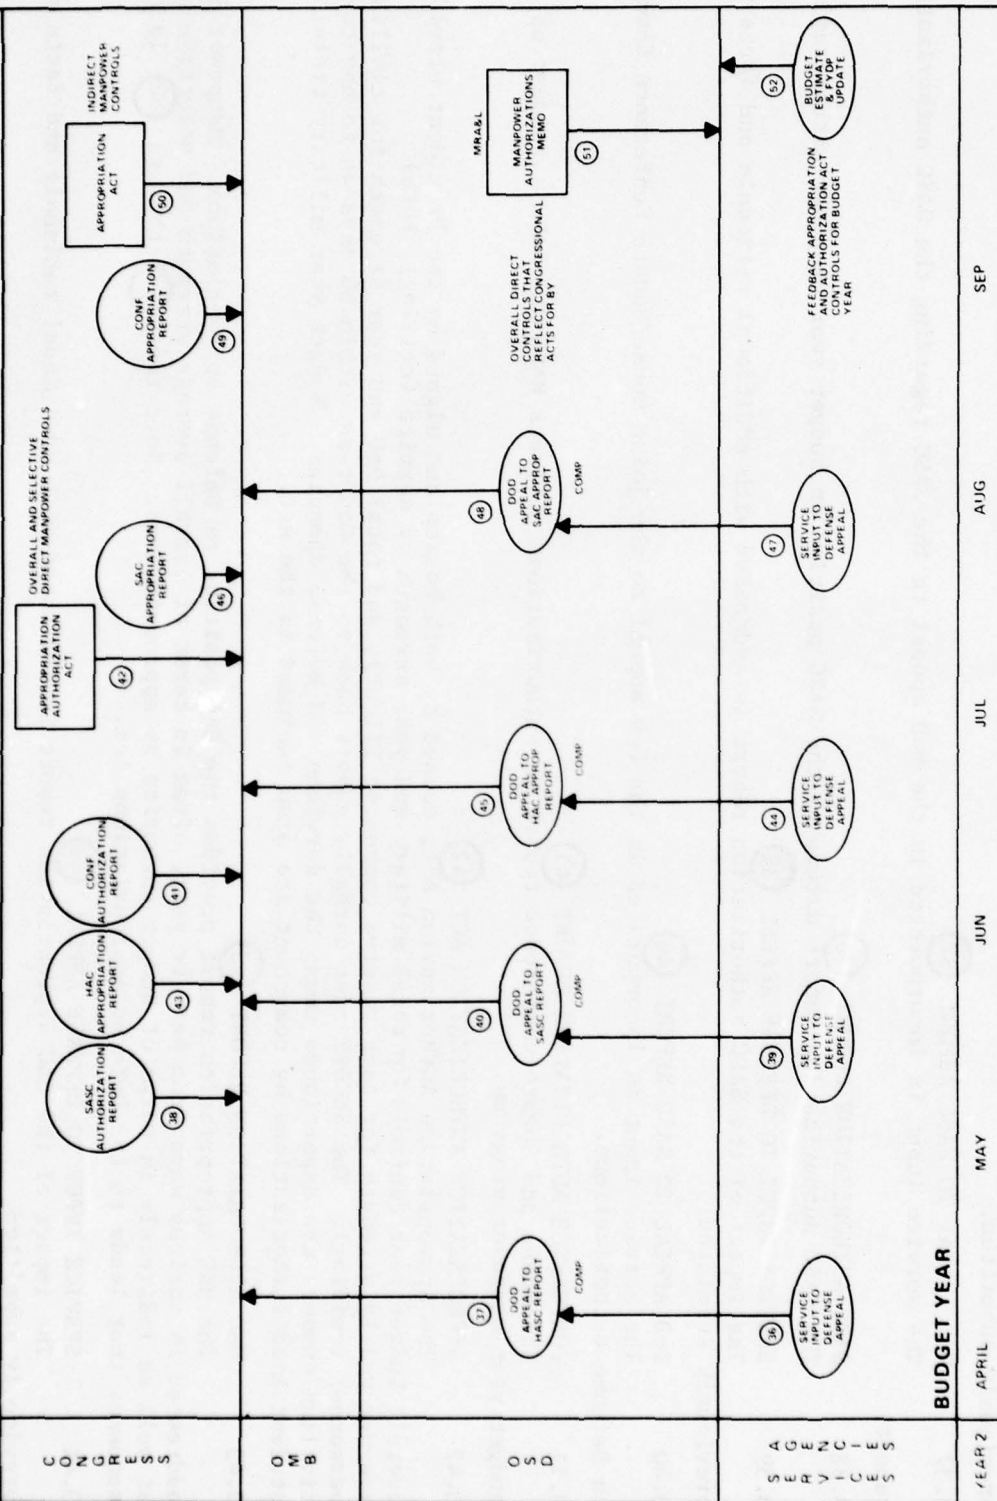 CONGRESS
SASC
AUTHORIZATION
REPORT
38
HAC
APPROPRIATION
REPORT
43
CONF
AUTHORIZATION
REPORT
41
APPROPRIATION
AUTHORIZATION
ACT
42
OVERALL AND SELECTIVE
DIRECT MANPOWER CONTROLS
SAC
APPROPRIATION
REPORT
46
CONF
APPROPRIATION
REPORT
49
APPROPRIATION
ACT
50
INDIRECT
MANPOWER
CONTROLS
OMB
OSD
37
DOD
APPEAL TO
HASC REPORT
COMP
40
DOD
APPEAL TO
SASC REPORT
COMP
45
DOD
APPEAL TO
HAC APPROP
REPORT
COMP
48
DOD
APPEAL TO
SAC APPROP
REPORT
COMP
OVERALL DIRECT
CONTROLS THAT
REFLECT CONGRESSIONAL
ACTS FOR BY
MRA&L
MANPOWER
AUTHORIZATIONS
MEMO
51
SERVICES
AGENCIES
36
SERVICE
INPUT TO
DEFENSE
APPEAL
39
SERVICE
INPUT TO
DEFENSE
APPEAL
44
SERVICE
INPUT TO
DEFENSE
APPEAL
47
SERVICE
INPUT TO
DEFENSE
APPEAL
FEEDBACK APPROPRIATION
AND AUTHORIZATION ACT
CONTROLS FOR BUDGET
YEAR
52
BUDGET
ESTIMATE
& FYDP
UPDATE
BUDGET YEAR
YEAR 2
APRIL
MAY
JUN
JUL
AUG
SEP